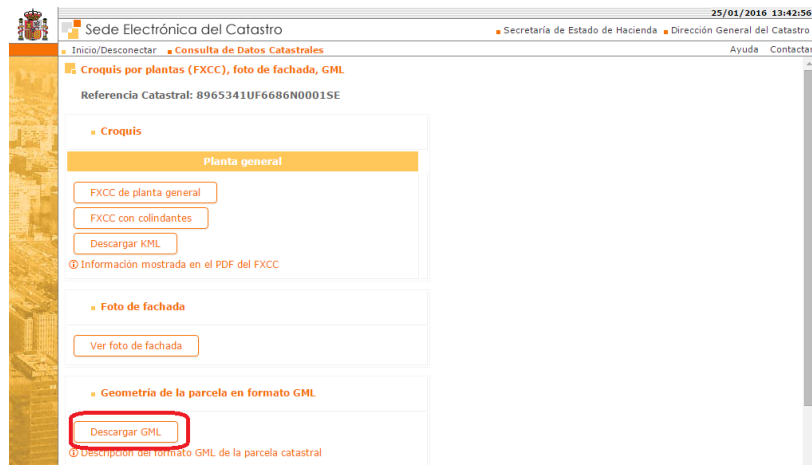 25/01/2016 13:42:56
Sede Electrónica del Catastro
Secretaría de Estado de Hacienda Dirección General del Catastro
Inicio/Desconectar Consulta de Datos Catastrales Ayuda Contactar
Croquis por plantas (FXCC), foto de fachada, GML
Referencia Catastral: 8965341UF6686N0001SE
Croquis
Planta general
FXCC de planta general
FXCC con colindantes
Descargar KML
Información mostrada en el PDF del FXCC
Foto de fachada
Ver foto de fachada
Geometría de la parcela en formato GML
Descargar GML
Descripción del formato GML de la parcela catastral